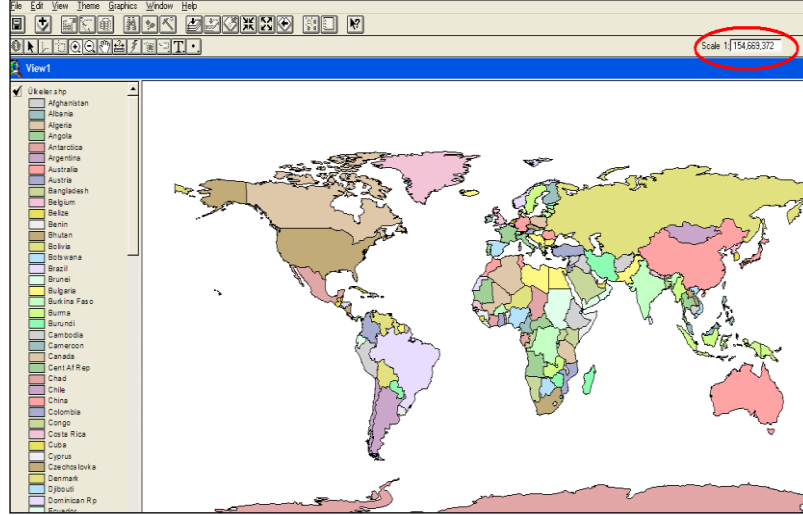 File Edit View Theme Graphics Window Help
Scale 1: 154,669,372
View1
Ükeler.shp
Afghanistan
Albania
Algeria
Angola
Antarctica
Argentina
Australia
Austria
Bangladesh
Belgium
Belize
Benin
Bhutan
Bolivia
Botswana
Brazil
Brunei
Bulgaria
Burkina Faso
Burma
Burundi
Cambodia
Cameroon
Canada
Cent Af Rep
Chad
Chile
China
Colombia
Congo
Costa Rica
Cuba
Cyprus
Czechoslovka
Denmark
Djibouti
Dominican Rp
Ecuador